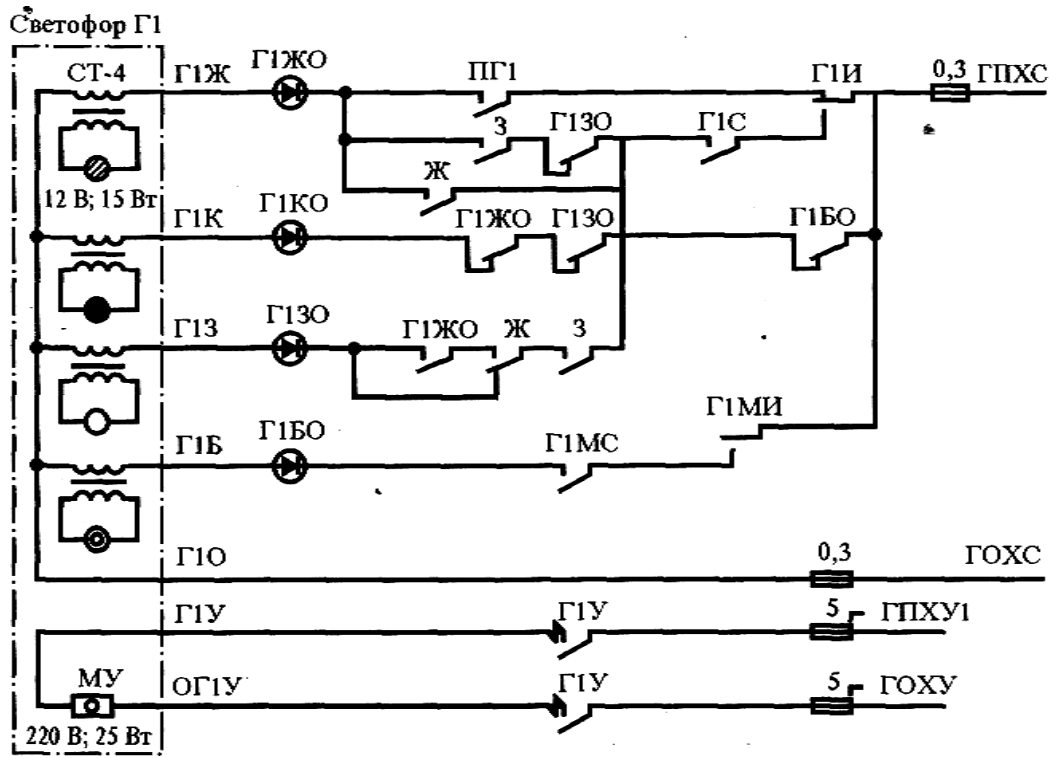 Светофор Г1
СТ-4
Г1Ж
Г1ЖО
ПГ1
Г1И
0,3
ГПХС
З
Г1ЗО
Г1С
Ж
12 В; 15 Вт
Г1К
Г1КО
Г1ЖО
Г1ЗО
Г1БО
Г1З
Г1ЗО
Г1ЖО
Ж
З
Г1МИ
Г1Б
Г1БО
Г1МС
Г1О
0,3
ГОХС
Г1У
Г1У
5
ГПХУ1
МУ
ОГ1У
Г1У
5
ГОХУ
220 В; 25 Вт